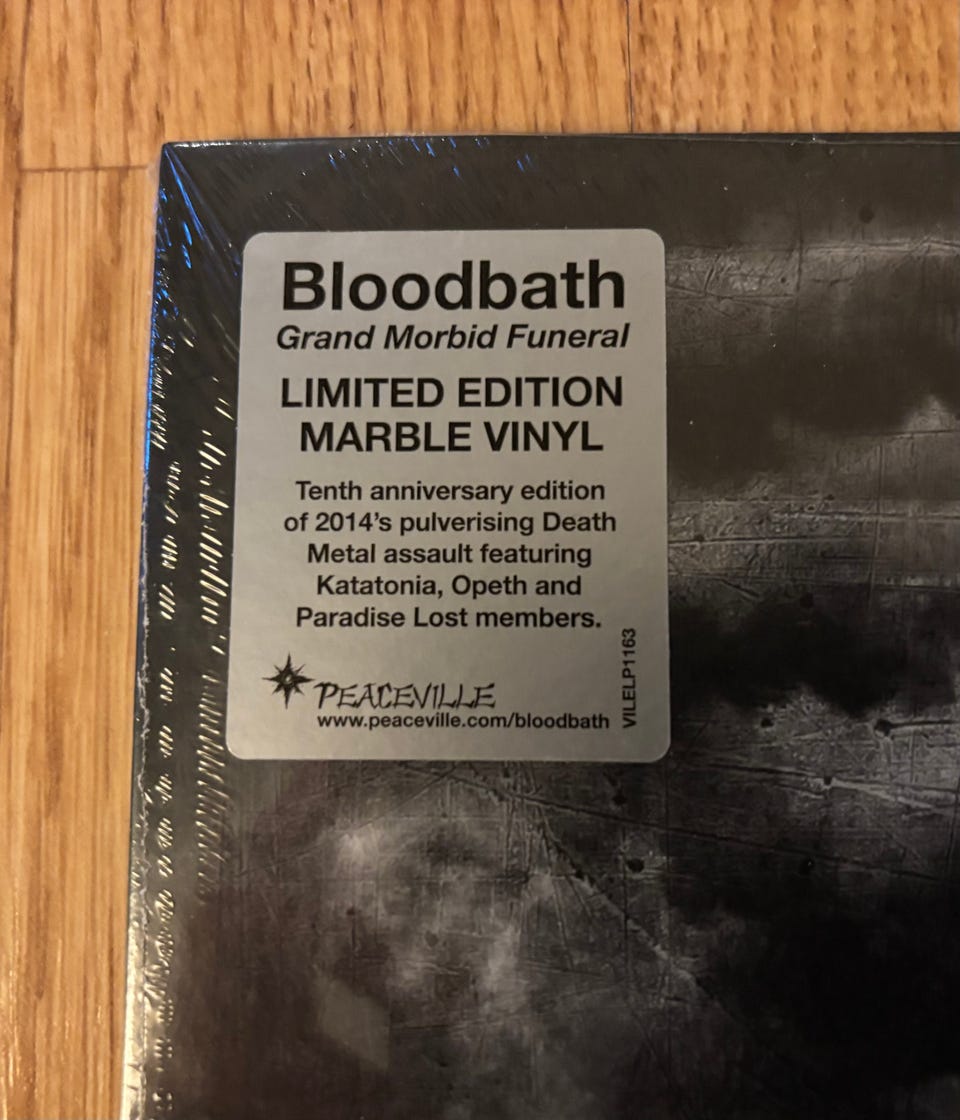 Bloodbath
Grand Morbid Funeral
LIMITED EDITION
MARBLE VINYL
Tenth anniversary edition
of 2014's pulverising Death
Metal assault featuring
Katatonia, Opeth and
Paradise Lost members.
PEACEVILLE
www.peaceville.com/bloodbath
VILELP1163